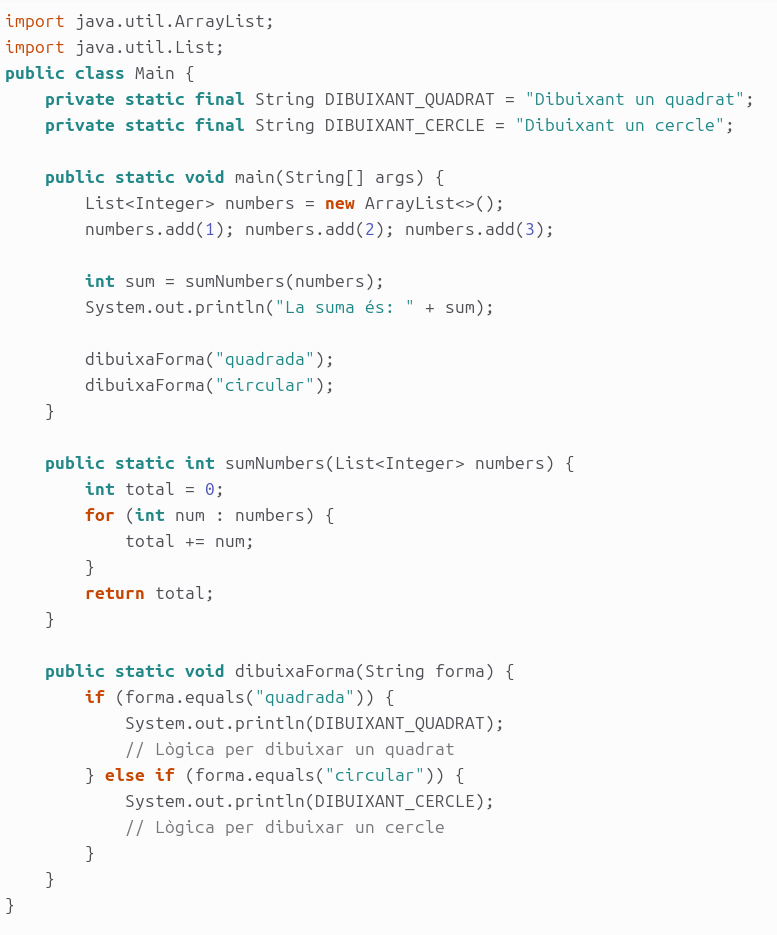 import java.util.ArrayList;
import java.util.List;
public class Main {
    private static final String DIBUIXANT_QUADRAT = "Dibuixant un quadrat";
    private static final String DIBUIXANT_CERCLE = "Dibuixant un cercle";

    public static void main(String[] args) {
        List<Integer> numbers = new ArrayList<>();
        numbers.add(1); numbers.add(2); numbers.add(3);

        int sum = sumNumbers(numbers);
        System.out.println("La suma és: " + sum);

        dibuixaForma("quadrada");
        dibuixaForma("circular");
    }

    public static int sumNumbers(List<Integer> numbers) {
        int total = 0;
        for (int num : numbers) {
            total += num;
        }
        return total;
    }

    public static void dibuixaForma(String forma) {
        if (forma.equals("quadrada")) {
            System.out.println(DIBUIXANT_QUADRAT);
            // Lògica per dibuixar un quadrat
        } else if (forma.equals("circular")) {
            System.out.println(DIBUIXANT_CERCLE);
            // Lògica per dibuixar un cercle
        }
    }
}